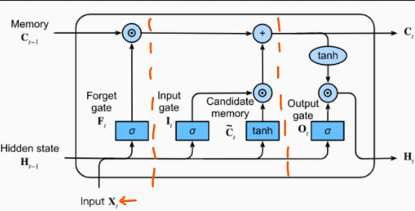 Memory
C_{t-1}
⊙
+
C_t
tanh
Forget
gate
F_t
Input
gate
I_t
Candidate
memory
C̃_t
Output
gate
O_t
⊙
⊙
σ
σ
tanh
σ
Hidden state
H_{t-1}
H_t
Input X_t